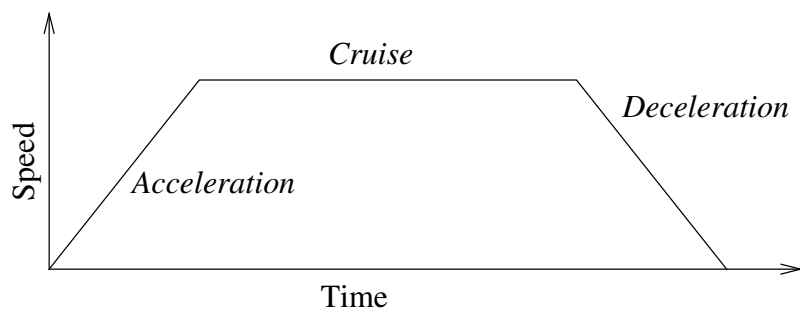 Cruise
Deceleration
Speed
Acceleration
Time